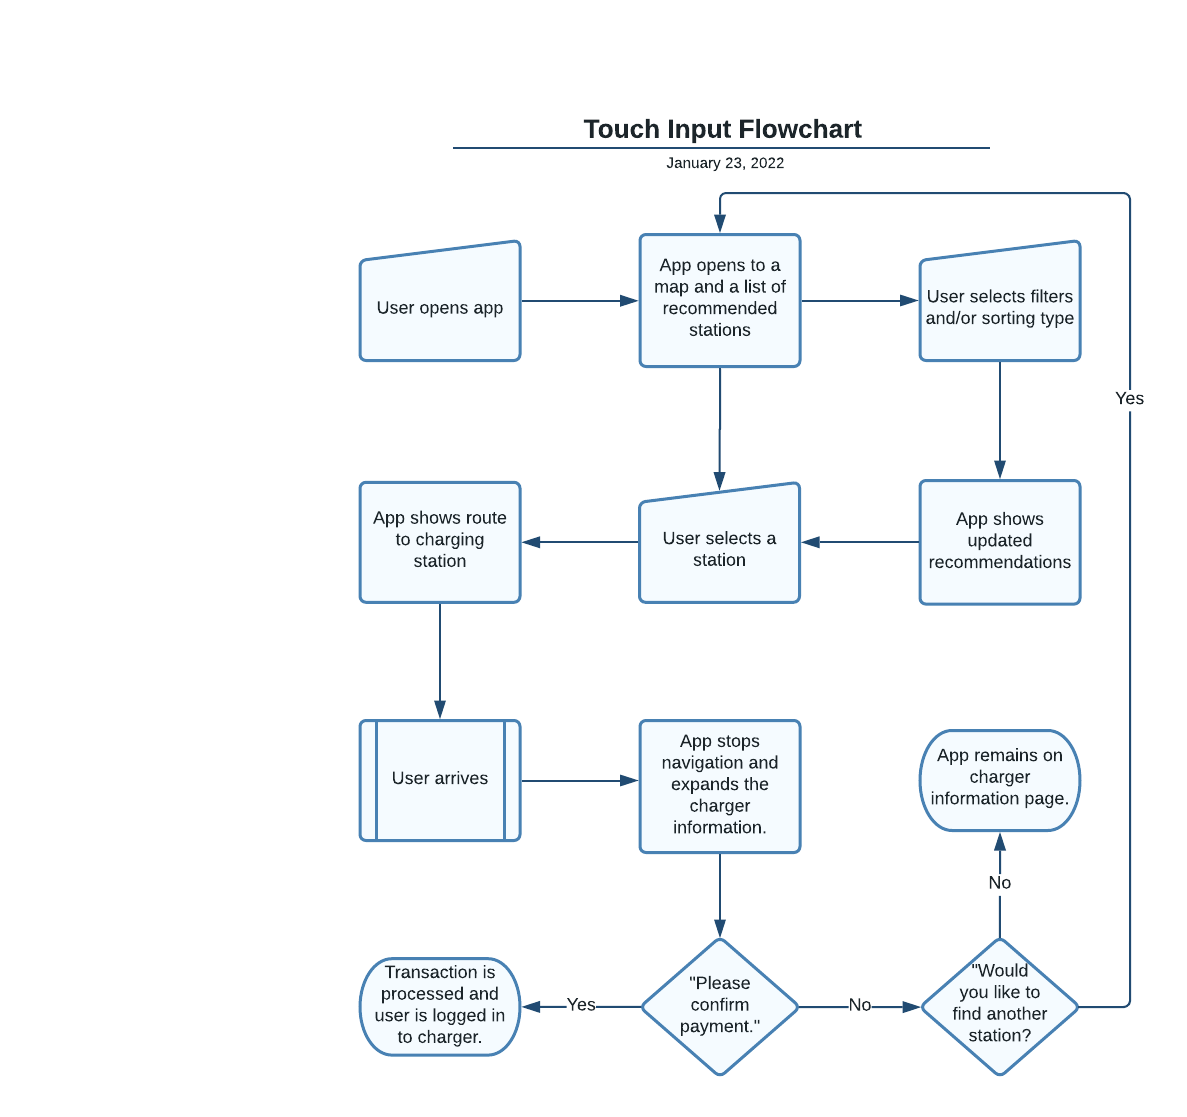 Touch Input Flowchart
January 23, 2022
User opens app
App opens to a
map and a list of
recommended
stations
User selects filters
and/or sorting type
Yes
App shows route
to charging
station
User selects a
station
App shows
updated
recommendations
User arrives
App stops
navigation and
expands the
charger
information.
App remains on
charger
information page.
No
Transaction is
processed and
user is logged in
to charger.
Yes
"Please
confirm
payment."
No
"Would
you like to
find another
station?